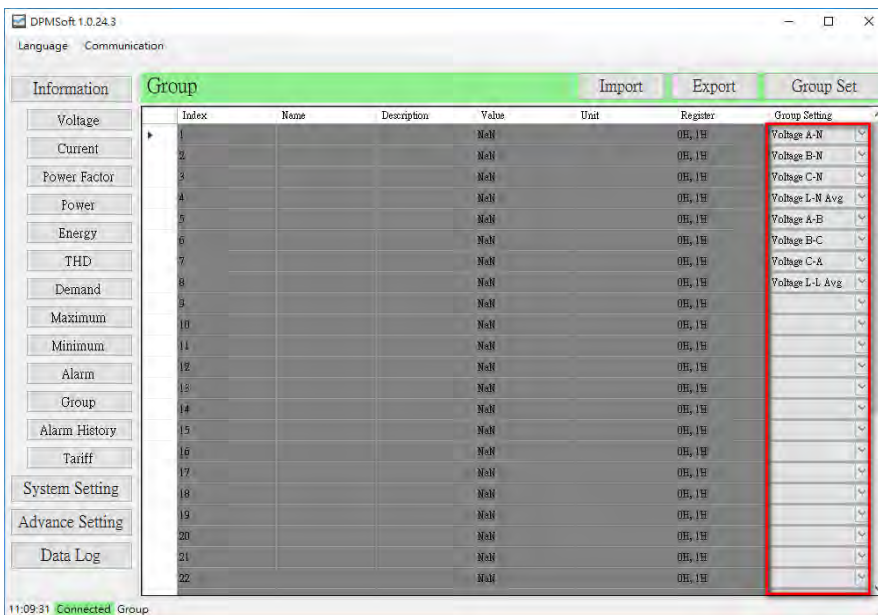 DPMSoft 1.0.24.3
Language Communication
Information
Voltage
Current
Power Factor
Power
Energy
THD
Demand
Maximum
Minimum
Alarm
Group
Alarm History
Tariff
System Setting
Advance Setting
Data Log
Group Import Export Group Set
Index Name Description Value Unit Register Group Setting
1 NaN 0H, 1H Voltage A-N
2 NaN 0H, 1H Voltage B-N
3 NaN 0H, 1H Voltage C-N
4 NaN 0H, 1H Voltage L-N Avg
5 NaN 0H, 1H Voltage A-B
6 NaN 0H, 1H Voltage B-C
7 NaN 0H, 1H Voltage C-A
8 NaN 0H, 1H Voltage L-L Avg
9 NaN 0H, 1H
10 NaN 0H, 1H
11 NaN 0H, 1H
12 NaN 0H, 1H
13 NaN 0H, 1H
14 NaN 0H, 1H
15 NaN 0H, 1H
16 NaN 0H, 1H
17 NaN 0H, 1H
18 NaN 0H, 1H
19 NaN 0H, 1H
20 NaN 0H, 1H
21 NaN 0H, 1H
22 NaN 0H, 1H
11:09:31 Connected Group